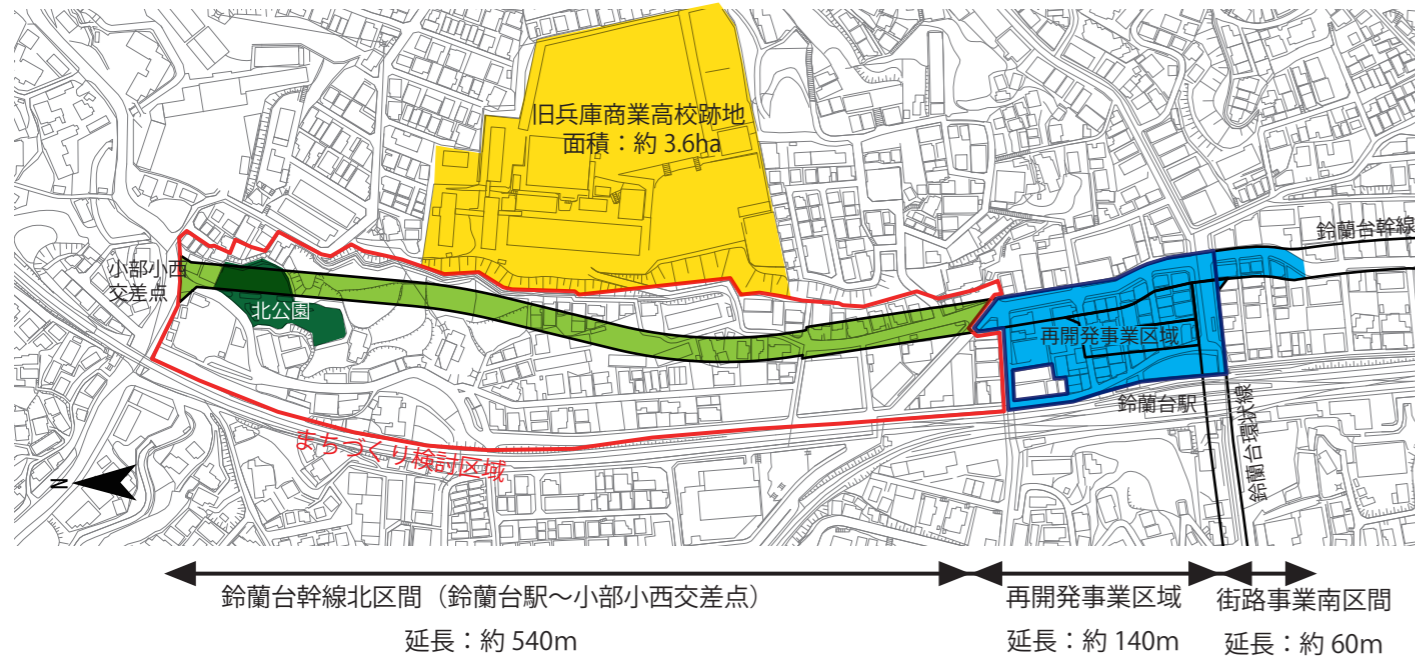 旧兵庫商業高校跡地
面積：約 3.6ha
鈴蘭台幹線
小部小西
交差点
北公園
再開発事業区域
鈴蘭台駅
鈴蘭台環状線
まちづくり検討区域
N
鈴蘭台幹線北区間（鈴蘭台駅～小部小西交差点）
延長：約 540m
再開発事業区域
延長：約 140m
街路事業南区間
延長：約 60m